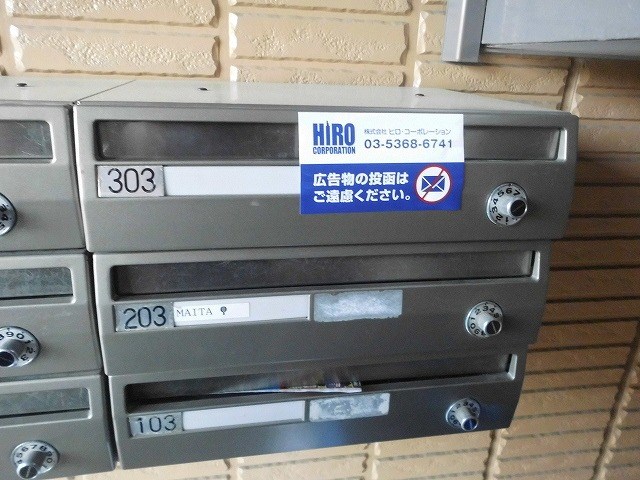 HIRO
CORPORATION
株式会社 ヒロ・コーポレーション
03-5368-6741
広告物の投函は
ご遠慮ください。
303
203
MAITA
103